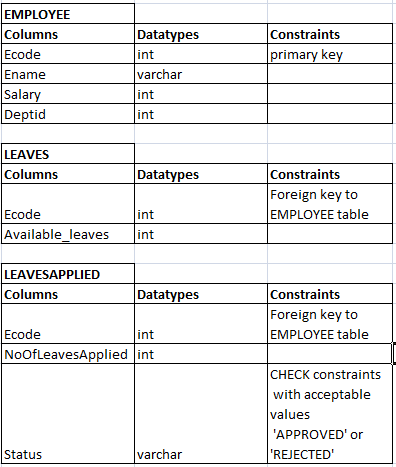 EMPLOYEE
Columns Datatypes Constraints
Ecode int primary key
Ename varchar
Salary int
Deptid int
LEAVES
Columns Datatypes Constraints
Foreign key to
Ecode int EMPLOYEE table
Available_leaves int
LEAVESAPPLIED
Columns Datatypes Constraints
Foreign key to
Ecode int EMPLOYEE table
NoOfLeavesApplied int
CHECK constraints
with acceptable
values
'APPROVED' or
Status varchar 'REJECTED'